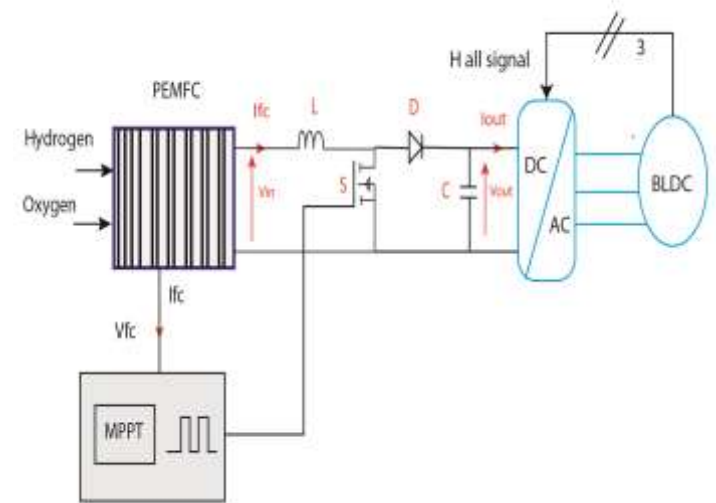 H all signal
3
PEMFC
Ifc
L
D
Iout
Hydrogen
Oxygen
Vin
S
C
Vout
DC
AC
BLDC
Ifc
Vfc
MPPT